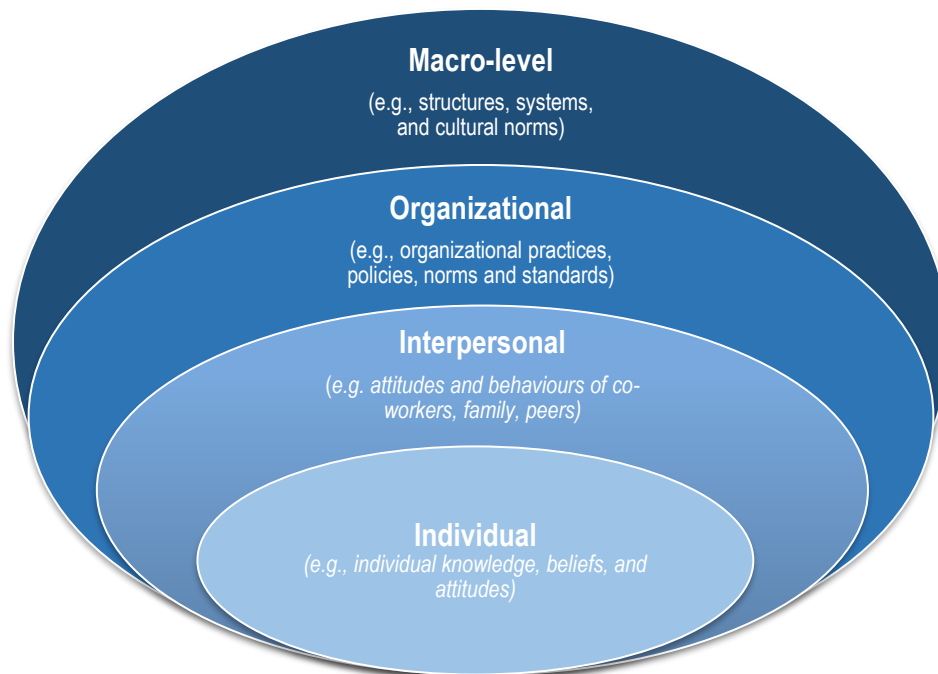 Macro-level
(e.g., structures, systems,
and cultural norms)
Organizational
(e.g., organizational practices,
policies, norms and standards)
Interpersonal
(e.g. attitudes and behaviours of co-
workers, family, peers)
Individual
(e.g., individual knowledge, beliefs, and
attitudes)